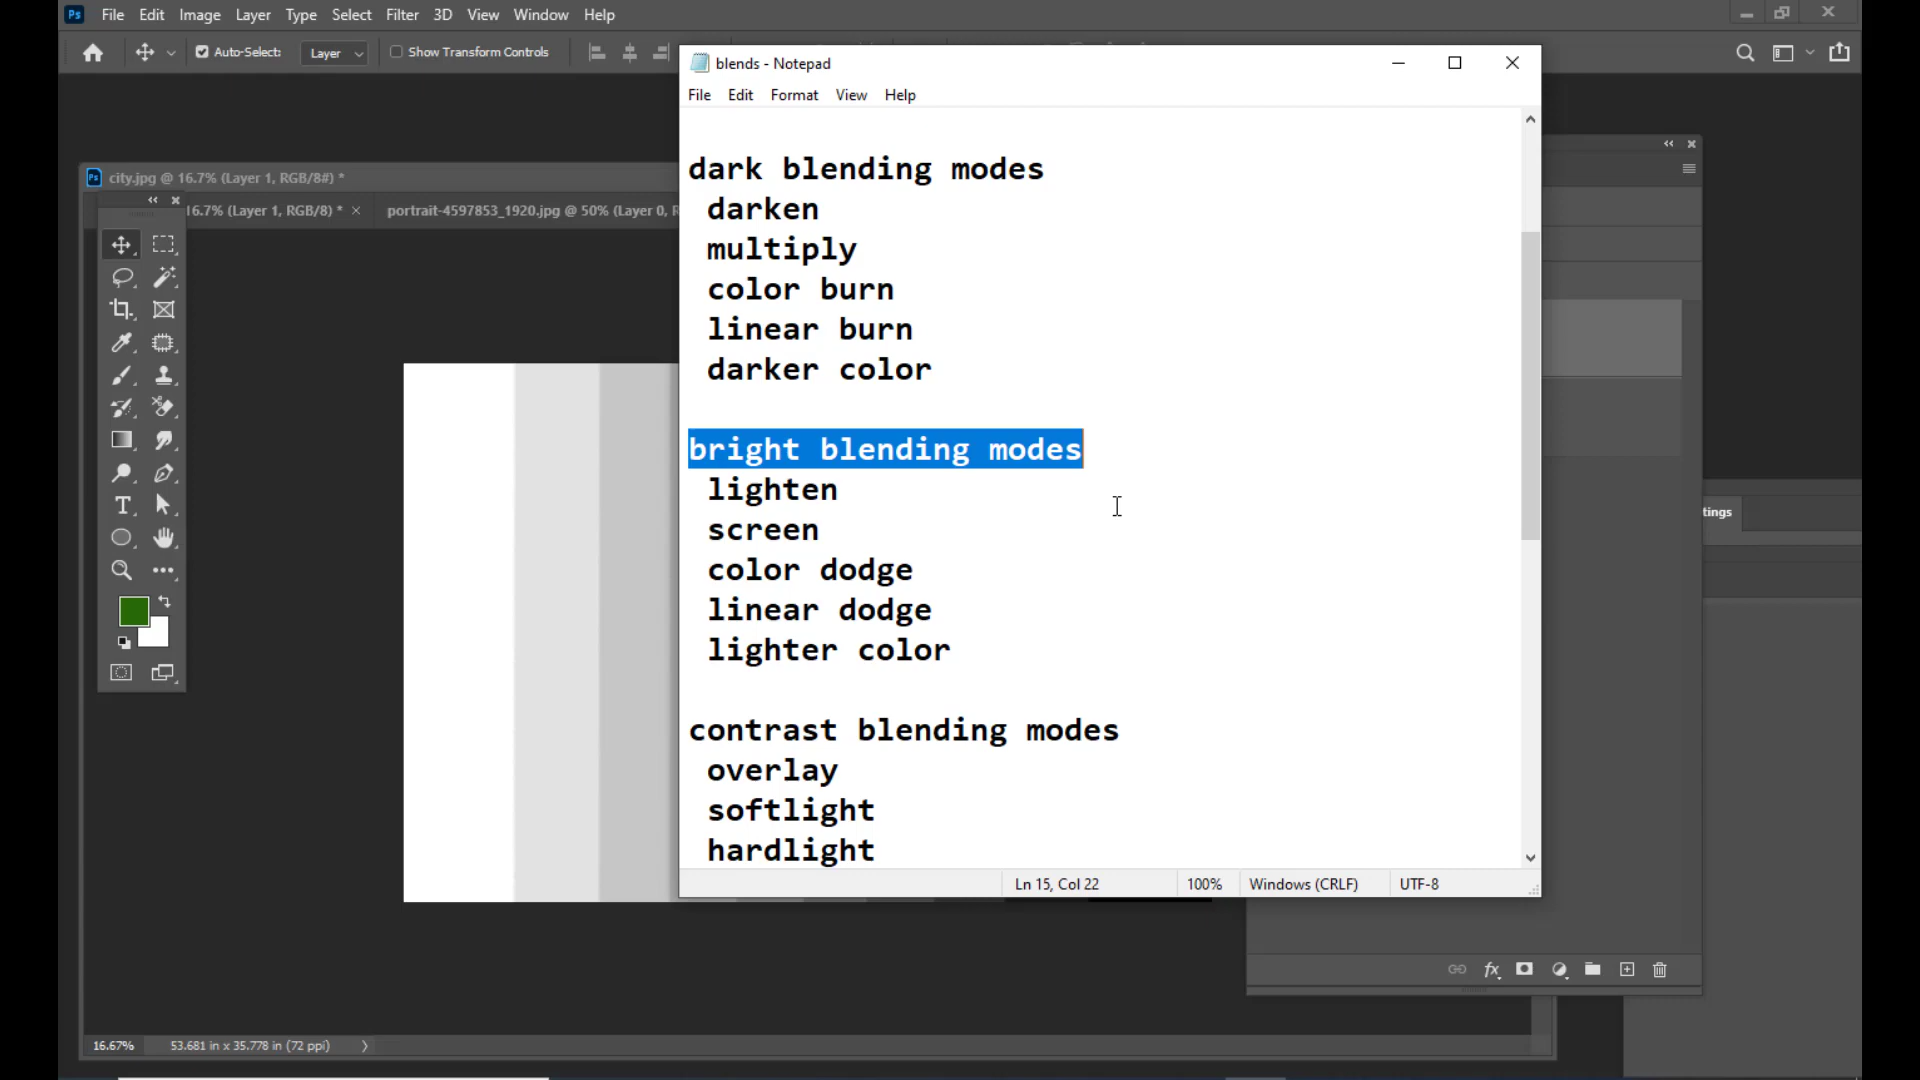 Ps File Edit Image Layer Type Select Filter 3D View Window Help
Auto-Select: Layer Show Transform Controls
blends - Notepad
File Edit Format View Help
dark blending modes
darken
multiply
color burn
linear burn
darker color
bright blending modes
lighten
screen
color dodge
linear dodge
lighter color
contrast blending modes
overlay
softlight
hardlight
Ln 15, Col 22 100% Windows (CRLF) UTF-8
Ps city.jpg @ 16.7% (Layer 1, RGB/8#) *
16.7% (Layer 1, RGB/8) * × portrait-4597853_1920.jpg @ 50% (Layer 0, R
tings
16.67% 53.681 in x 35.778 in (72 ppi)